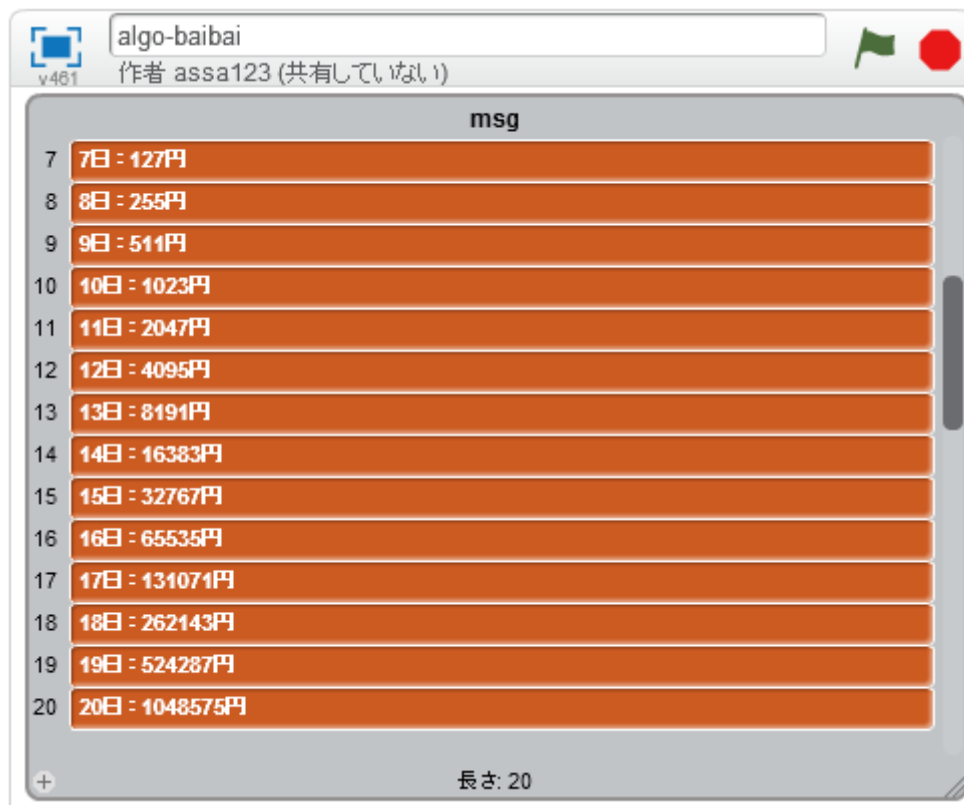 algo-baibai
v461
作者 assa123 (共有していない)
msg
7 7日：127円
8 8日：255円
9 9日：511円
10 10日：1023円
11 11日：2047円
12 12日：4095円
13 13日：8191円
14 14日：16383円
15 15日：32767円
16 16日：65535円
17 17日：131071円
18 18日：262143円
19 19日：524287円
20 20日：1048575円
+ 長さ: 20